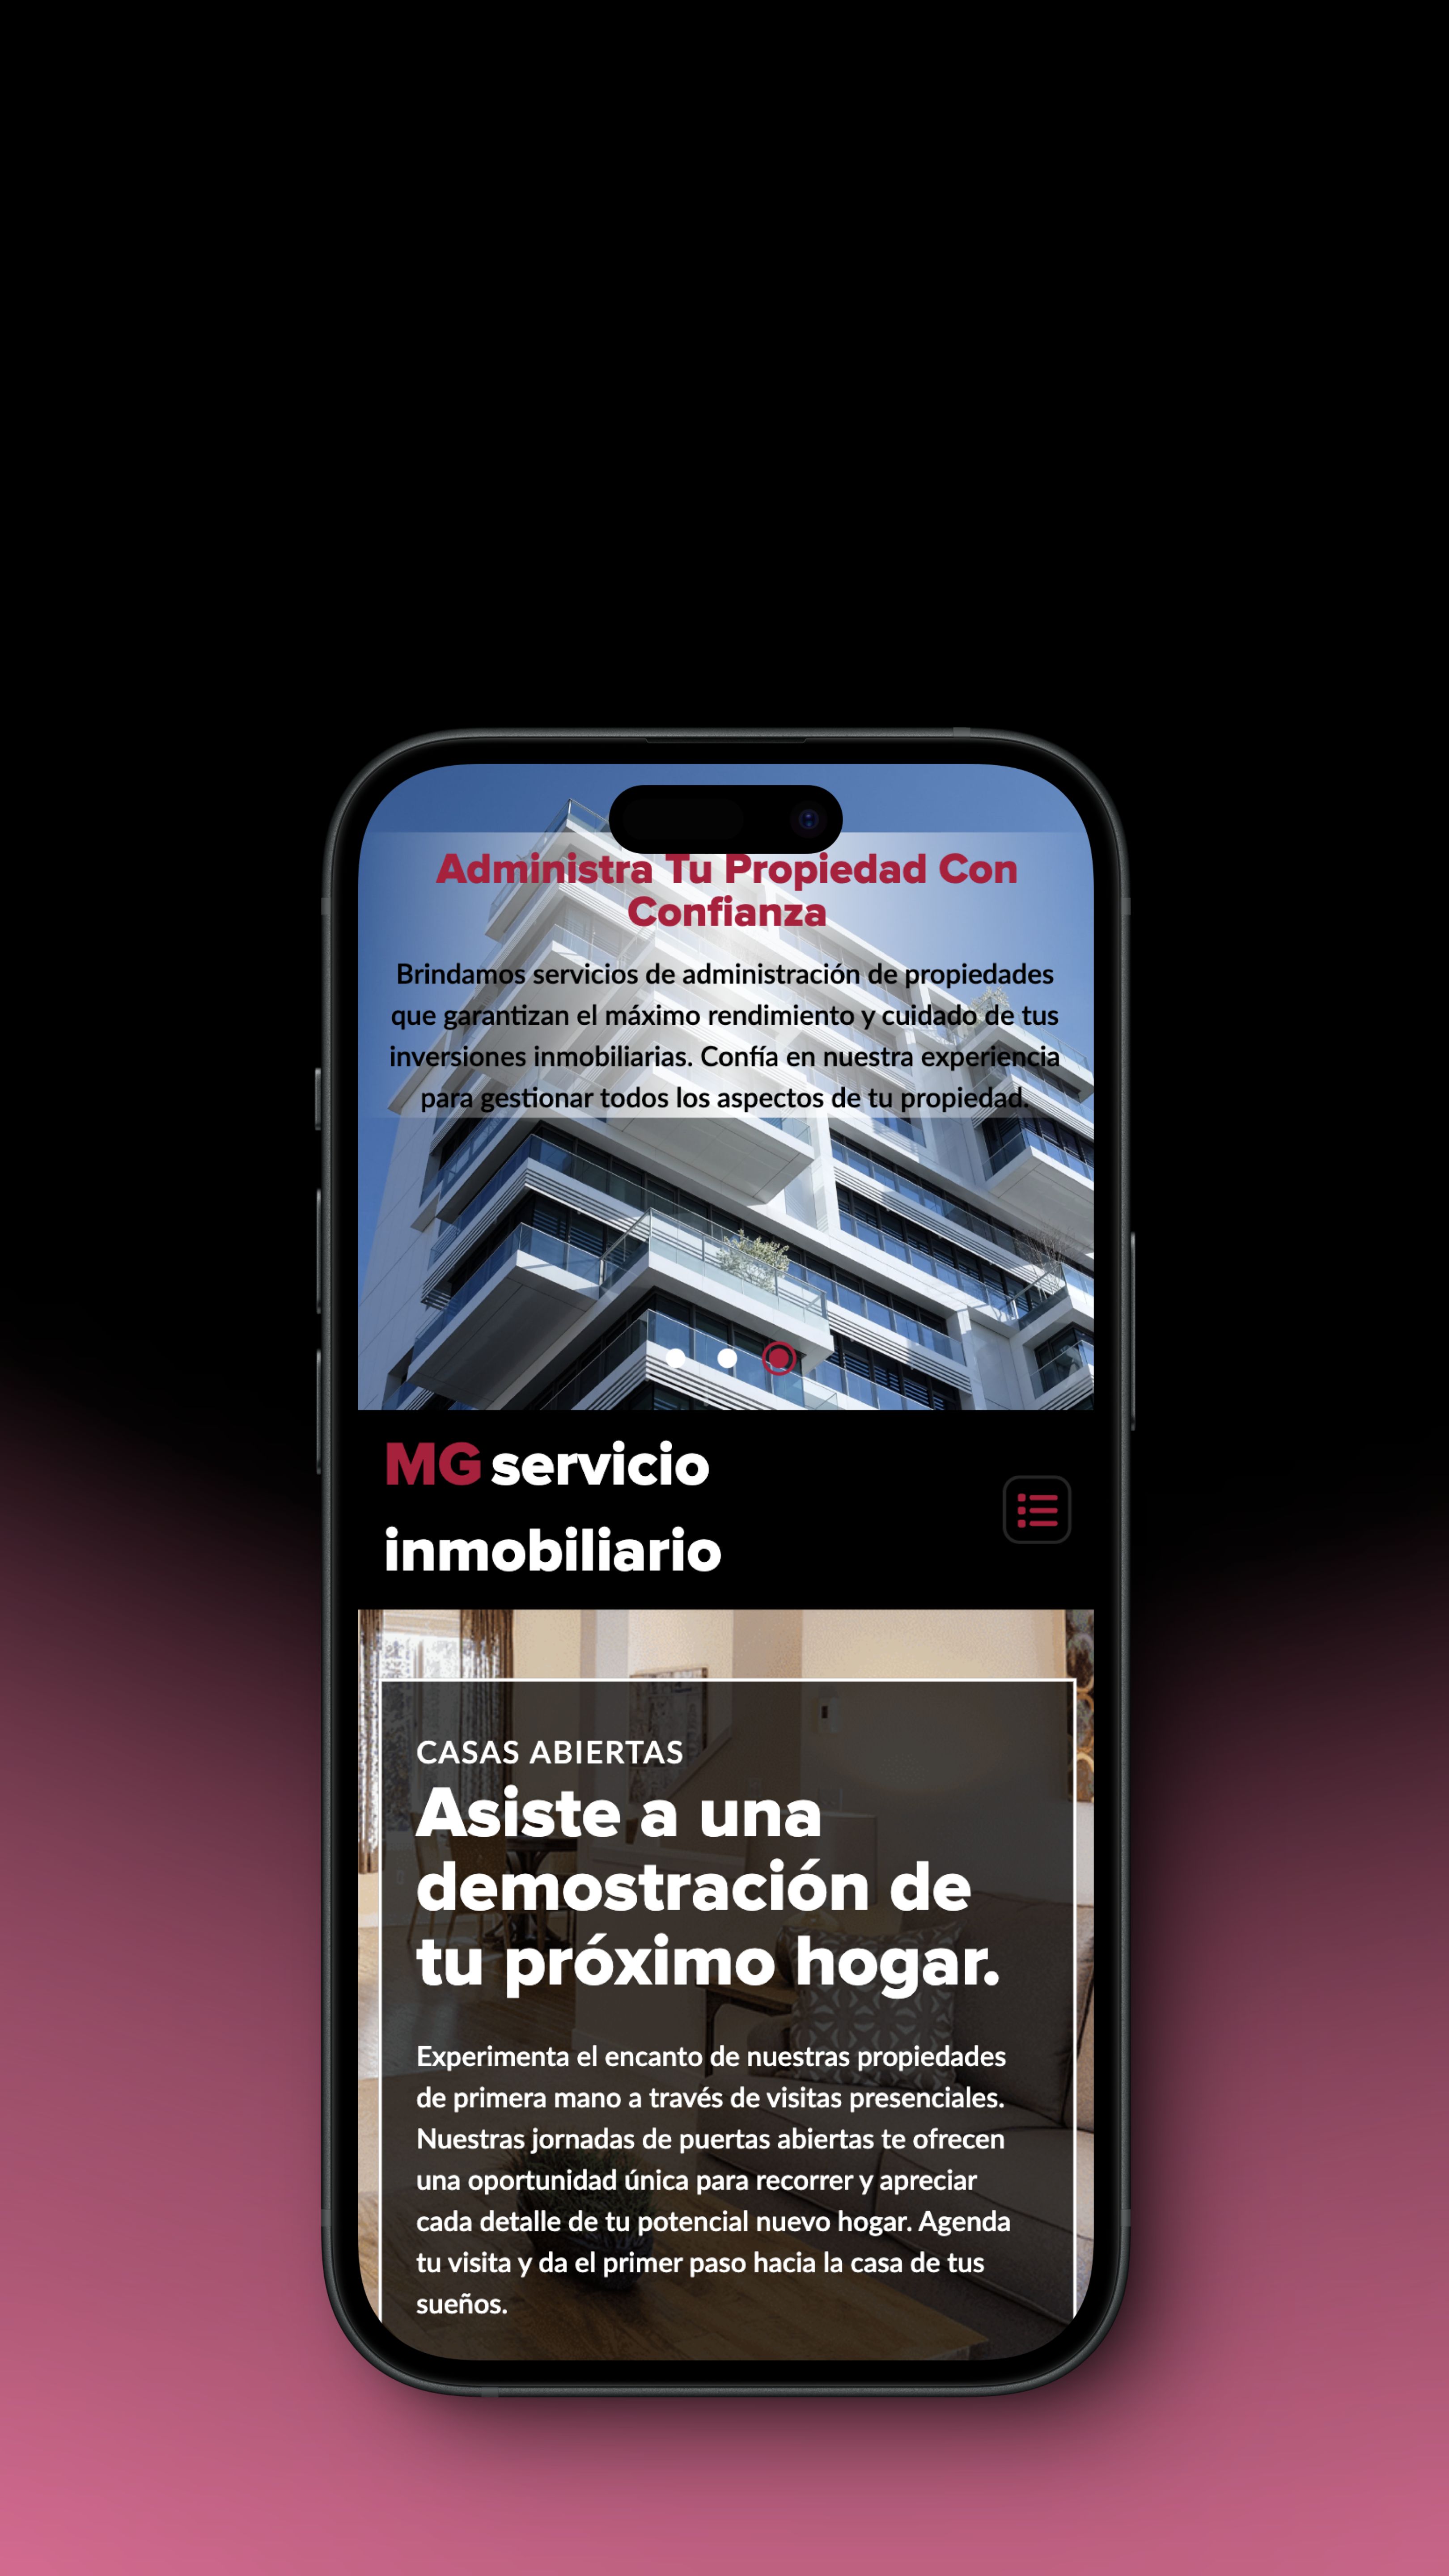 Administra Tu Propiedad Con
Confianza
Brindamos servicios de administración de propiedades
que garantizan el máximo rendimiento y cuidado de tus
inversiones inmobiliarias. Confía en nuestra experiencia
para gestionar todos los aspectos de tu propiedad.
MG servicio
inmobiliario
CASAS ABIERTAS
Asiste a una
demostración de
tu próximo hogar.
Experimenta el encanto de nuestras propiedades
de primera mano a través de visitas presenciales.
Nuestras jornadas de puertas abiertas te ofrecen
una oportunidad única para recorrer y apreciar
cada detalle de tu potencial nuevo hogar. Agenda
tu visita y da el primer paso hacia la casa de tus
sueños.